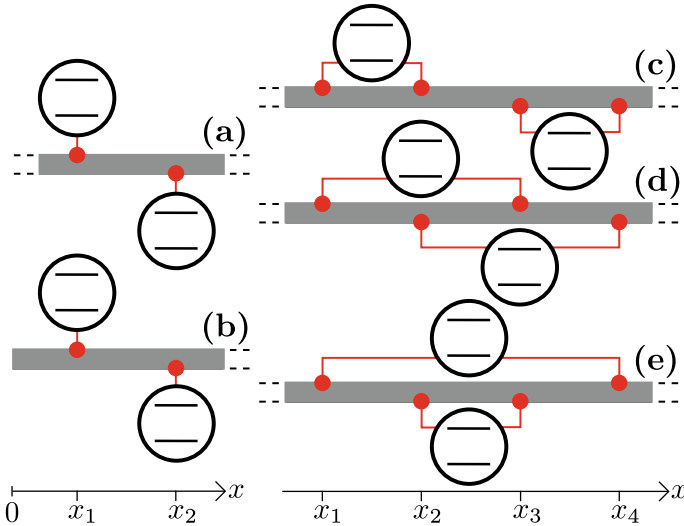 (a)
(b)
0 x₁ x₂ x
(c)
(d)
(e)
x₁ x₂ x₃ x₄ x